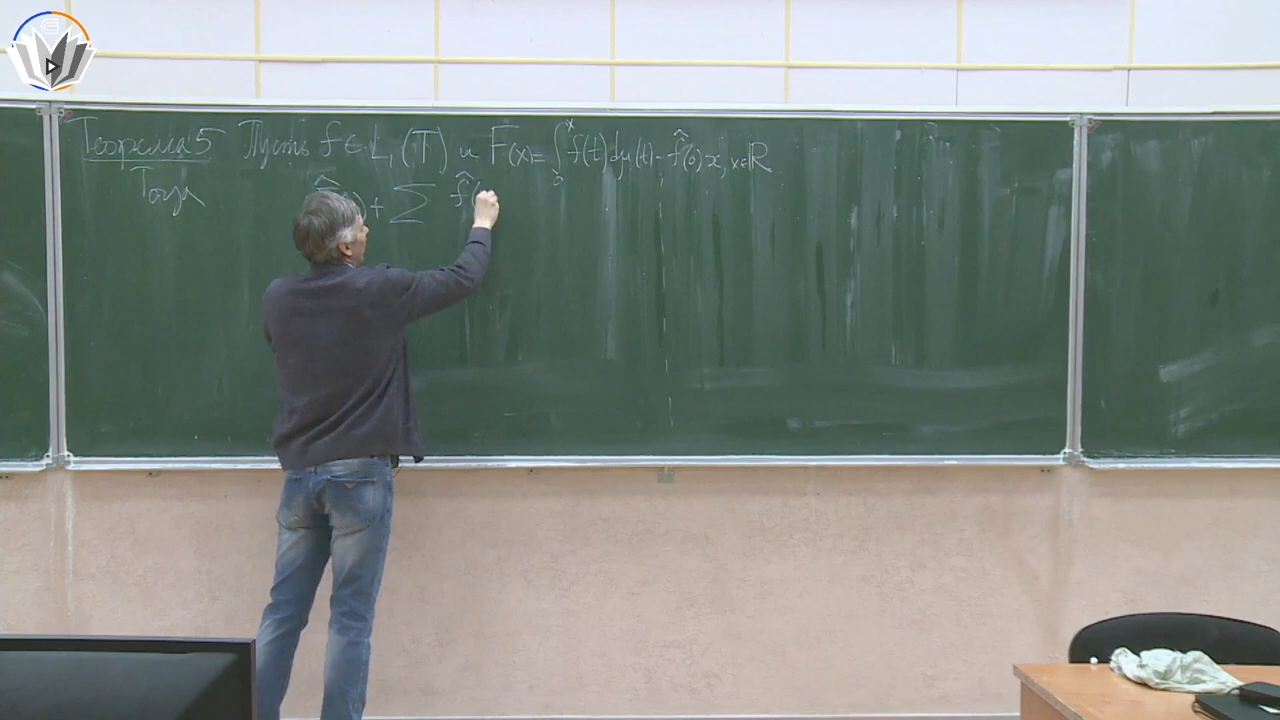 Теорема 5 Пусть f ∈ L₁(T) и F(x) = ∫₀ˣ f(t) dμ(t) - f̂(0)x, x ∈ ℝ
Тогда ) + ∑ f̂(